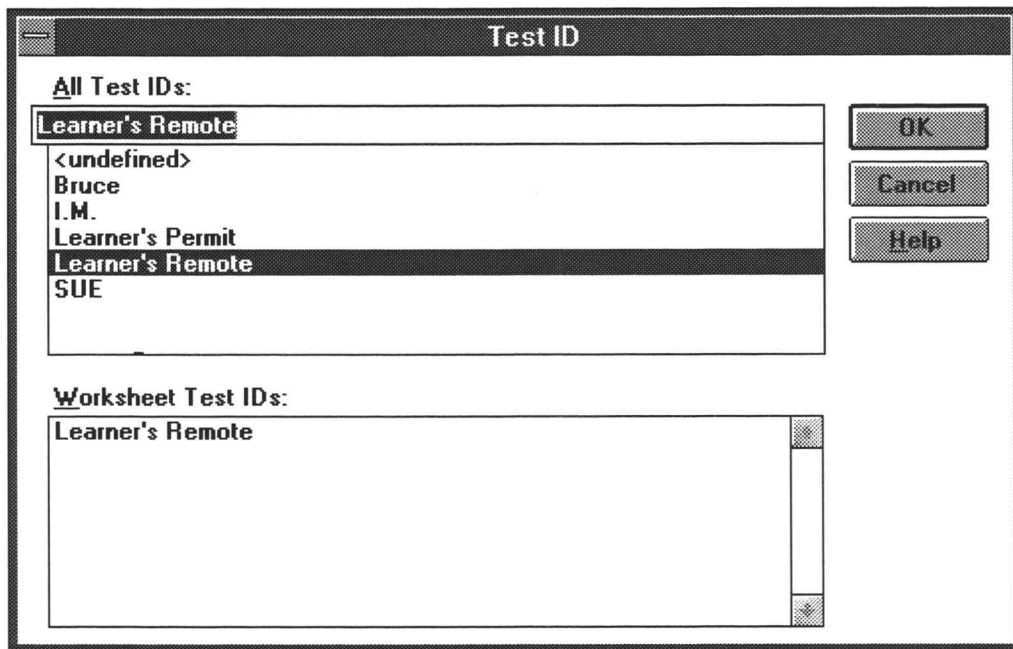 Test ID
All Test IDs:
Learner's Remote
<undefined>
Bruce
I.M.
Learner's Permit
Learner's Remote
SUE
OK
Cancel
Help
Worksheet Test IDs:
Learner's Remote